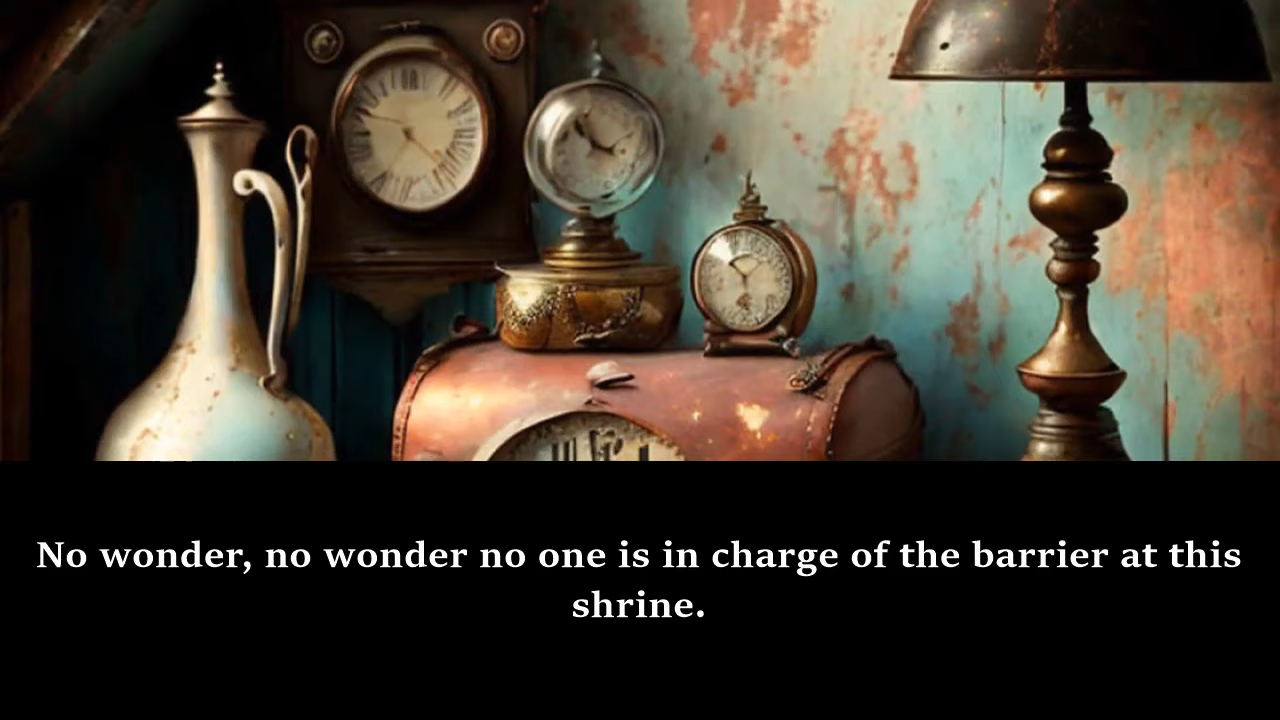 No wonder, no wonder no one is in charge of the barrier at this
shrine.